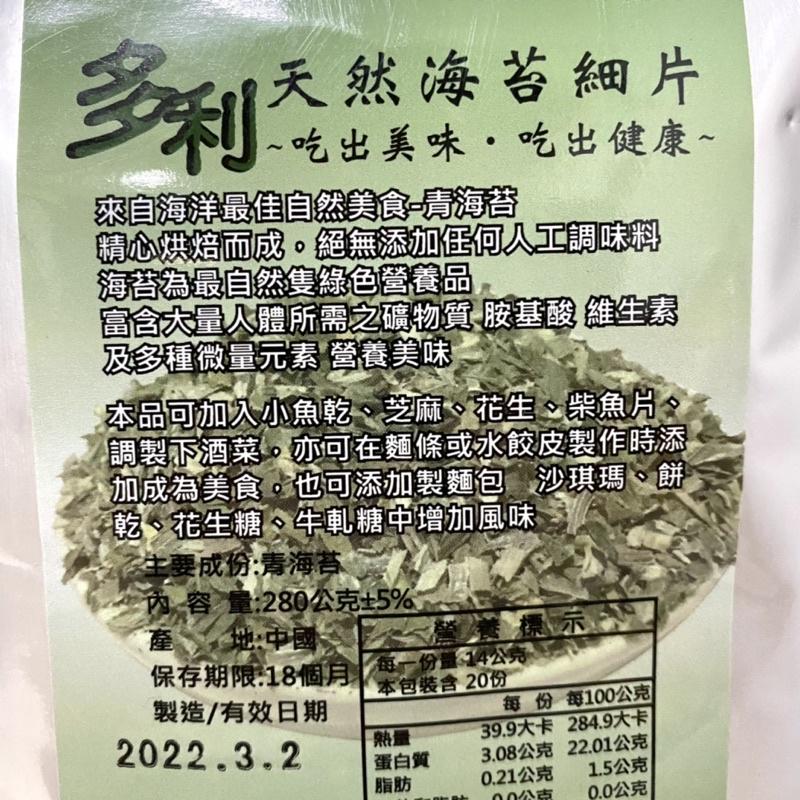 多利 天然海苔細片
~吃出美味·吃出健康~
來自海洋最佳自然美食-青海苔
精心烘焙而成，絕無添加任何人工調味料
海苔為最自然隻綠色營養品
富含大量人體所需之礦物質 胺基酸 維生素
及多種微量元素 營養美味
本品可加入小魚乾、芝麻、花生、柴魚片、
調製下酒菜，亦可在麵條或水餃皮製作時添
加成為美食，也可添加製麵包 沙琪瑪、餅
乾、花生糖、牛軋糖中增加風味
主要成份:青海苔
內容量:280公克±5%
產 地:中國
保存期限:18個月
製造/有效日期
2022.3.2
營養標示
每一份量 14公克
本包裝含 20份
每 份 每100公克
熱量 39.9大卡 284.9大卡
蛋白質 3.08公克 22.01公克
脂肪 0.21公克 1.5公克
0.0公克 0.0公克